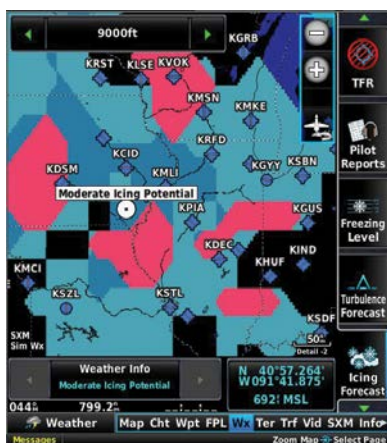 9000ft
KGRB
KRST
KLSE
KVOK
TFR
KMSN
KMKE
Pilot
Reports
KRFD
KCID
KDSM
KMLI
KGYY
KSBN
Moderate Icing Potential
Freezing
Level
KPIA
KGUS
KDEC
KIND
KMCI
KHUF
KSZL
KSTL
Turbulence
Forecast
KSDF
SXM
Sim Wx
50nm
Detail -2
Weather Info
Moderate Icing Potential
N 40°57.264'
W091°41.875'
692ft MSL
Icing
Forecast
044°
799.2
Weather
Map Cht Wpt FPL Wx Ter Trf Vid SXM Info
Messages
Zoom Map Select Page